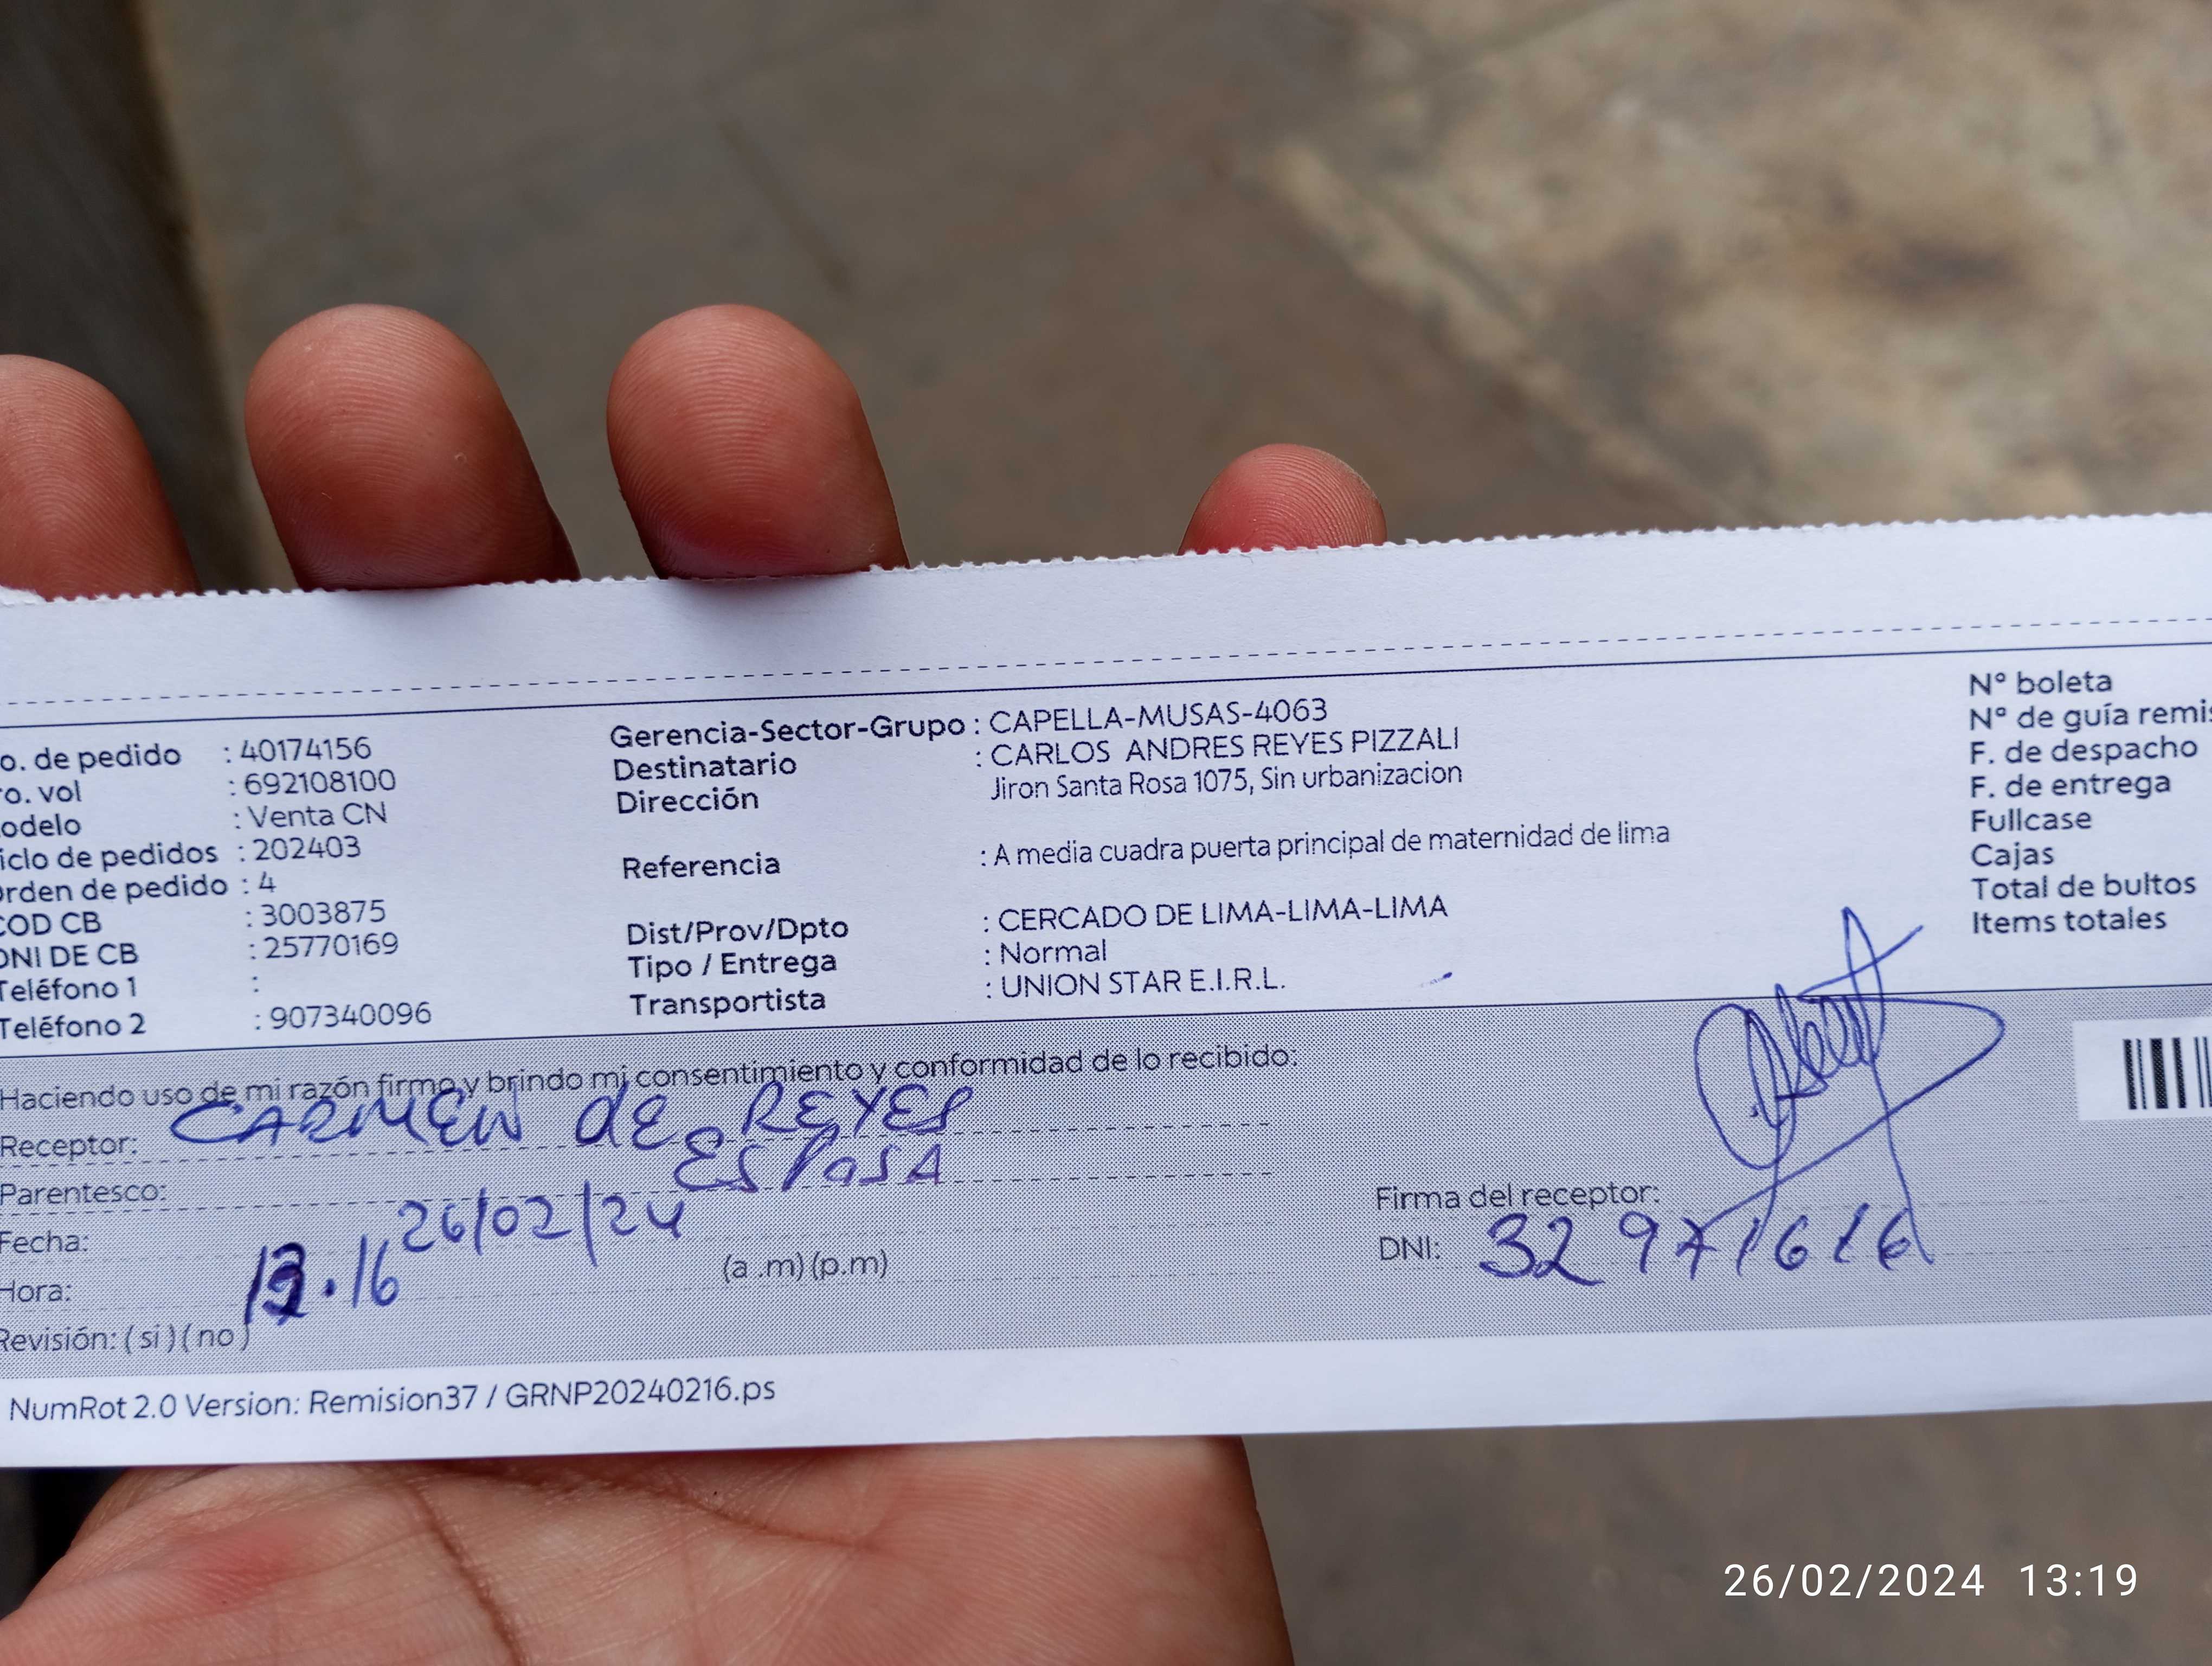 o. de pedido : 40174156
ro. vol : 692108100
odelo : Venta CN
iclo de pedidos : 202403
Orden de pedido : 4
COD CB : 3003875
DNI DE CB : 25770169
Teléfono 1 :
Teléfono 2 : 907340096
Gerencia-Sector-Grupo : CAPELLA-MUSAS-4063
Destinatario : CARLOS ANDRES REYES PIZZALI
Dirección Jiron Santa Rosa 1075, Sin urbanizacion
Referencia : A media cuadra puerta principal de maternidad de lima
Dist/Prov/Dpto : CERCADO DE LIMA-LIMA-LIMA
Tipo / Entrega : Normal
Transportista : UNION STAR E.I.R.L.
N° boleta
N° de guía remis
F. de despacho
F. de entrega
Fullcase
Cajas
Total de bultos
Items totales
Haciendo uso de mi razón firmo y brindo mi consentimiento y conformidad de lo recibido:
Receptor: CARMEN dE REYES
Parentesco: ESPOSA
Fecha: 26/02/24
Hora: 13.16 (a .m) (p.m)
Revisión: ( si ) ( no )
Firma del receptor:
DNI: 32971616
NumRot 2.0 Version: Remision37 / GRNP20240216.ps
26/02/2024 13:19